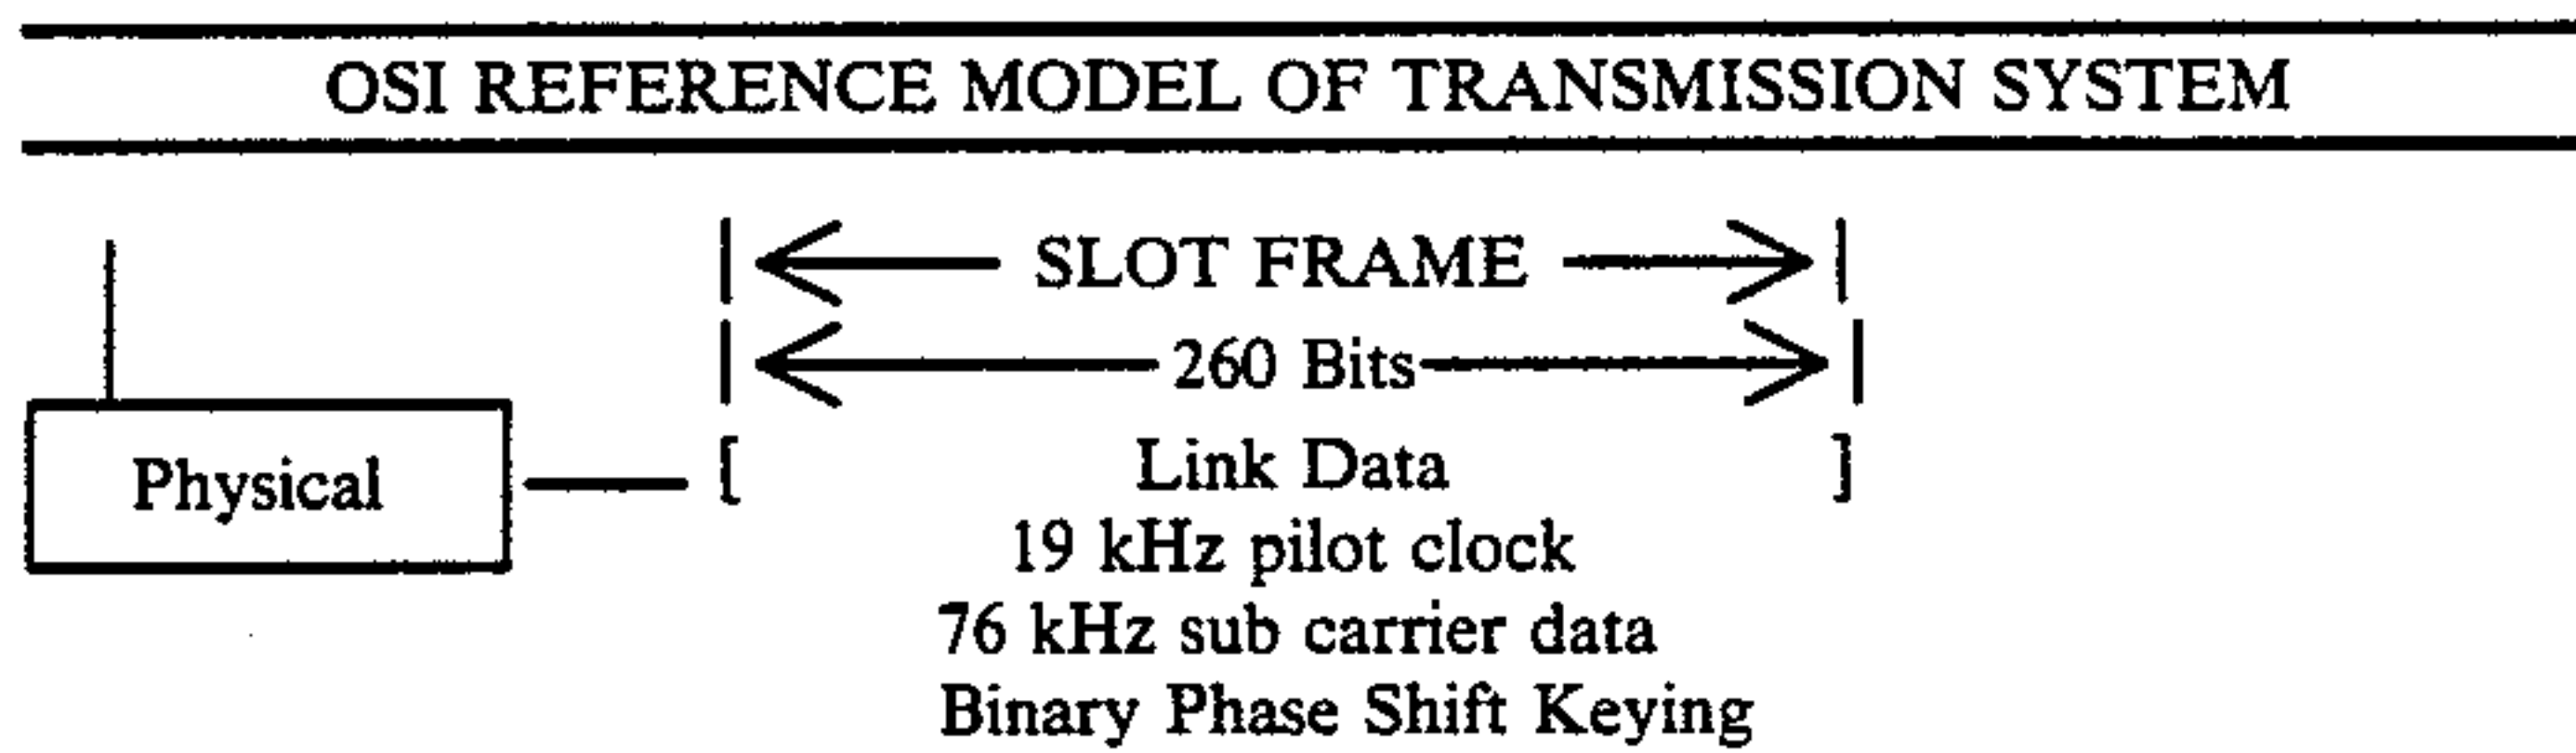 OSI REFERENCE MODEL OF TRANSMISSION SYSTEM
SLOT FRAME
260 Bits
Physical
[ Link Data ]
19 kHz pilot clock
76 kHz sub carrier data
Binary Phase Shift Keying